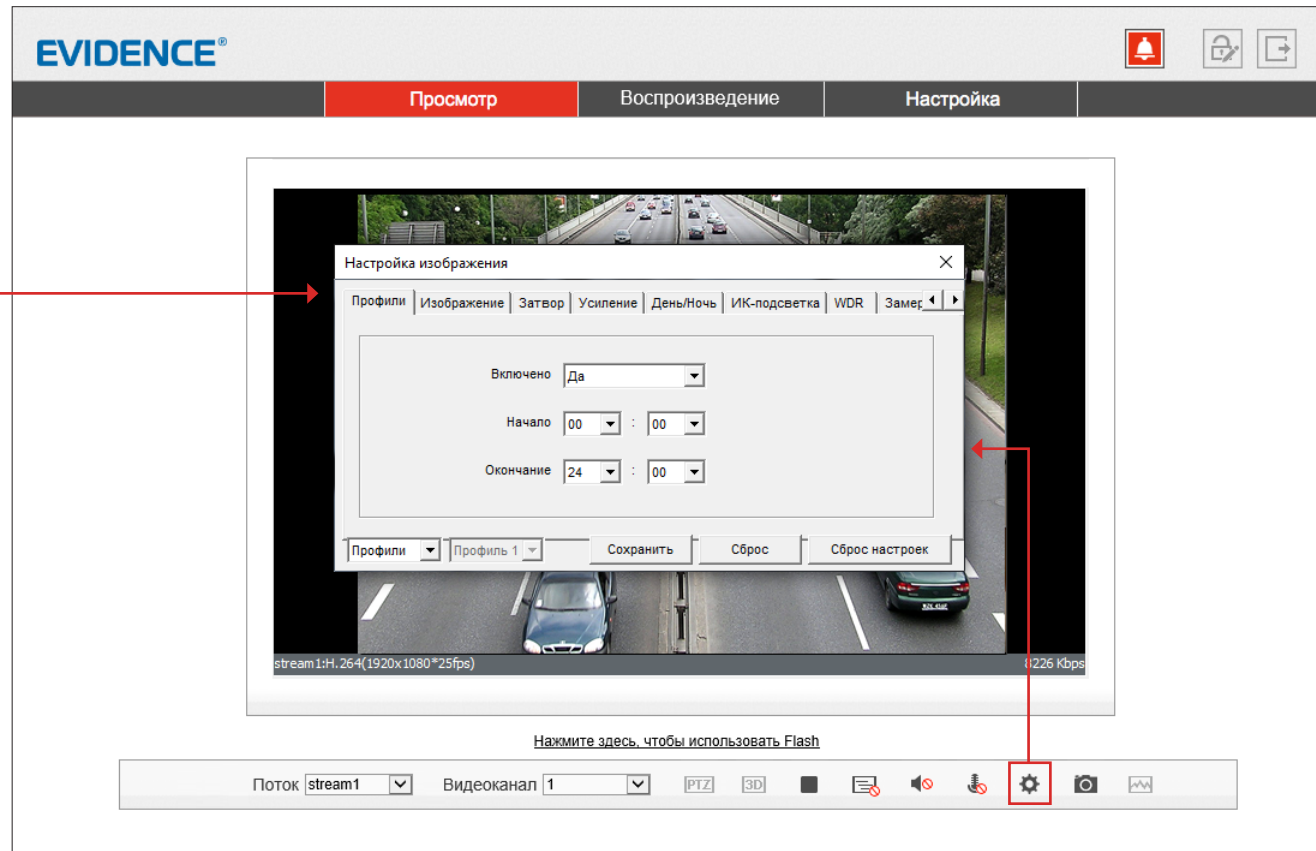 EVIDENCE®
Просмотр Воспроизведение Настройка
Настройка изображения
Профили Изображение Затвор Усиление День/Ночь ИК-подсветка WDR Замер
Включено Да
Начало 00 : 00
Окончание 24 : 00
Профили Профиль 1 Сохранить Сброс Сброс настроек
stream1:H.264(1920x1080*25fps) 8226 Kbps
Нажмите здесь, чтобы использовать Flash
Поток stream1 Видеоканал 1 PTZ 3D